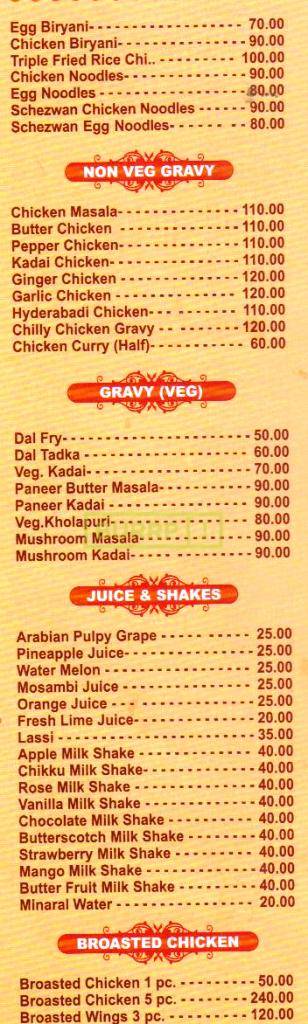 Egg Biryani- - - - - - - - - - - - - - 70.00
Chicken Biryani- - - - - - - - - - - - 90.00
Triple Fried Rice Chi.. - - - - - - - 100.00
Chicken Noodles- - - - - - - - - - - 90.00
Egg Noodles - - - - - - - - - - - - - 80.00
Schezwan Chicken Noodles - - - - - - 90.00
Schezwan Egg Noodles- - - - - - - - - 80.00
NON VEG GRAVY
Chicken Masala- - - - - - - - - - - - 110.00
Butter Chicken - - - - - - - - - - - - 110.00
Pepper Chicken- - - - - - - - - - - - 110.00
Kadai Chicken- - - - - - - - - - - - - 110.00
Ginger Chicken - - - - - - - - - - - - 120.00
Garlic Chicken - - - - - - - - - - - - 120.00
Hyderabadi Chicken- - - - - - - - - 110.00
Chilly Chicken Gravy - - - - - - - - 120.00
Chicken Curry (Half)- - - - - - - - - 60.00
GRAVY (VEG)
Dal Fry- - - - - - - - - - - - - - - - - 50.00
Dal Tadka - - - - - - - - - - - - - - - 60.00
Veg. Kadai- - - - - - - - - - - - - - - 70.00
Paneer Butter Masala- - - - - - - - - 90.00
Paneer Kadai - - - - - - - - - - - - - 90.00
Veg.Kholapuri- - - - - - - - - - - - - 80.00
Mushroom Masala- - - - - - - - - - - 90.00
Mushroom Kadai- - - - - - - - - - - - 90.00
JUICE & SHAKES
Arabian Pulpy Grape - - - - - - - - - 25.00
Pineapple Juice- - - - - - - - - - - - 25.00
Water Melon - - - - - - - - - - - - - - 25.00
Mosambi Juice - - - - - - - - - - - - 25.00
Orange Juice - - - - - - - - - - - - - 25.00
Fresh Lime Juice- - - - - - - - - - - 20.00
Lassi - - - - - - - - - - - - - - - - - - 35.00
Apple Milk Shake - - - - - - - - - - - 40.00
Chikku Milk Shake- - - - - - - - - - - 40.00
Rose Milk Shake - - - - - - - - - - - 40.00
Vanilla Milk Shake - - - - - - - - - - 40.00
Chocolate Milk Shake - - - - - - - - 40.00
Butterscotch Milk Shake - - - - - - - 40.00
Strawberry Milk Shake - - - - - - - - 40.00
Mango Milk Shake - - - - - - - - - - 40.00
Butter Fruit Milk Shake - - - - - - - 40.00
Minaral Water - - - - - - - - - - - - - 20.00
BROASTED CHICKEN
Broasted Chicken 1 pc. - - - - - - - - 50.00
Broasted Chicken 5 pc. - - - - - - - 240.00
Broasted Wings 3 pc. - - - - - - - - 120.00